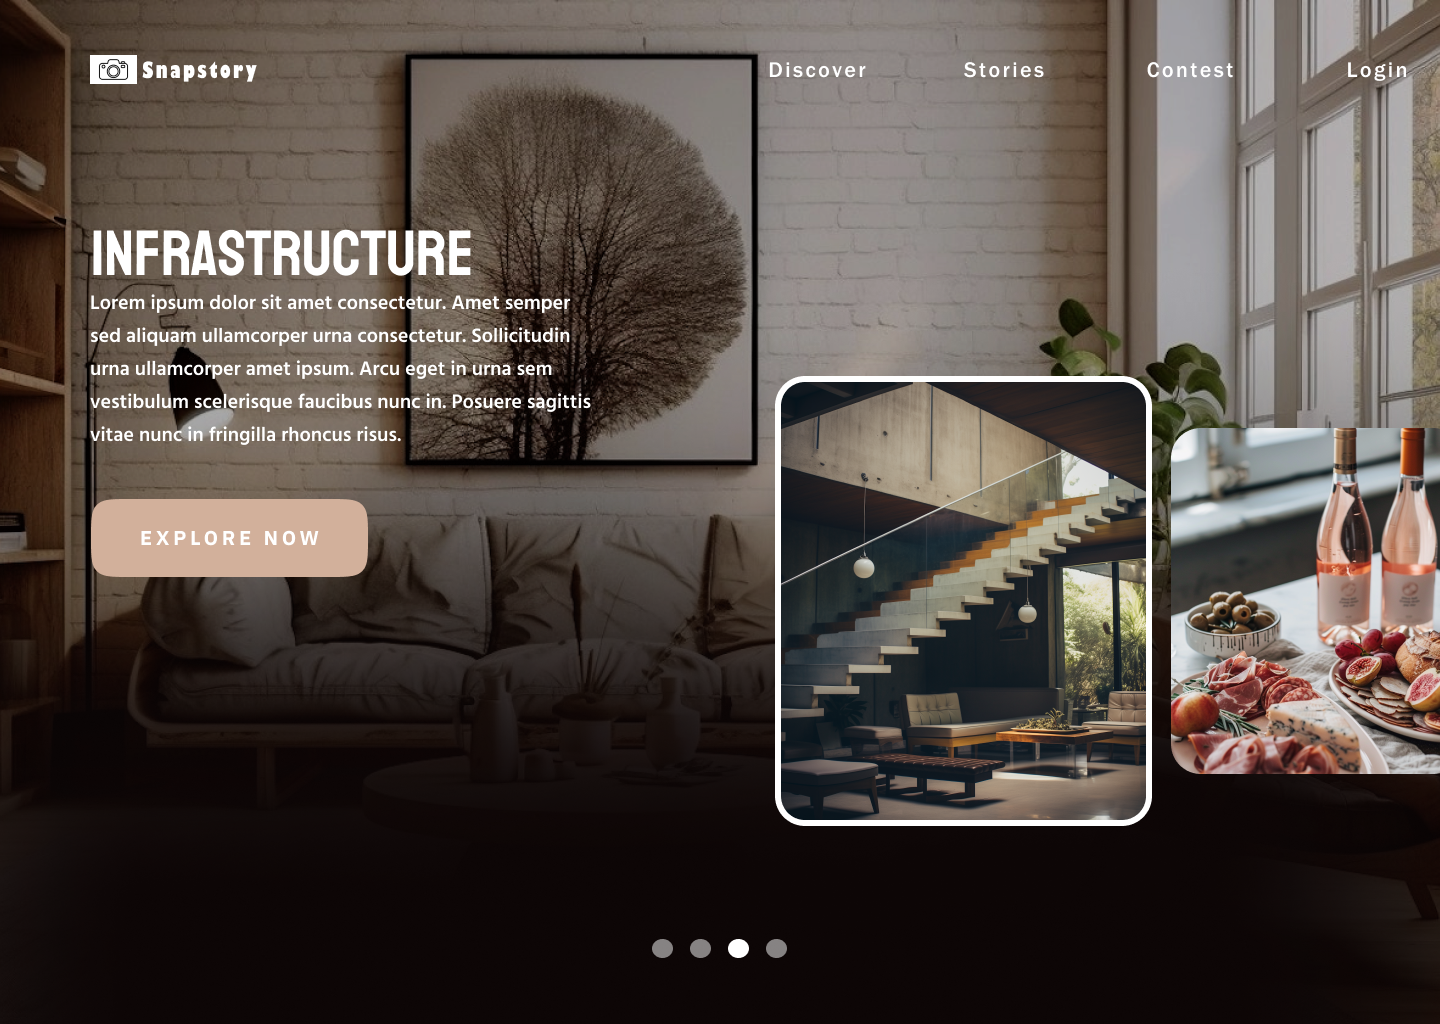 Snapstory
Discover
Stories
Contest
Login
INFRASTRUCTURE
Lorem ipsum dolor sit amet consectetur. Amet semper
sed aliquam ullamcorper urna consectetur. Sollicitudin
urna ullamcorper amet ipsum. Arcu eget in urna sem
vestibulum scelerisque faucibus nunc in. Posuere sagittis
vitae nunc in fringilla rhoncus risus.
EXPLORE NOW